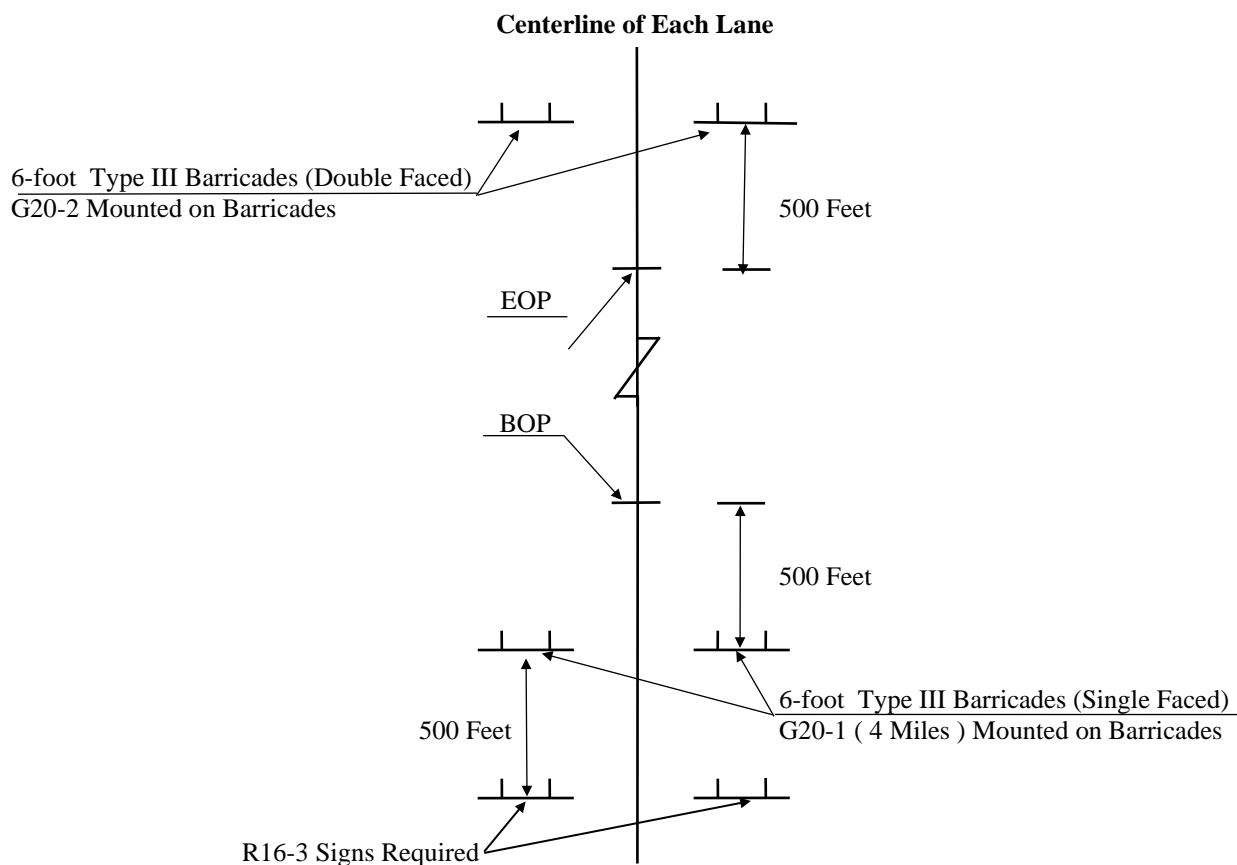 Centerline of Each Lane
6-foot Type III Barricades (Double Faced)
G20-2 Mounted on Barricades
500 Feet
EOP
BOP
500 Feet
6-foot Type III Barricades (Single Faced)
G20-1 ( 4 Miles ) Mounted on Barricades
500 Feet
R16-3 Signs Required